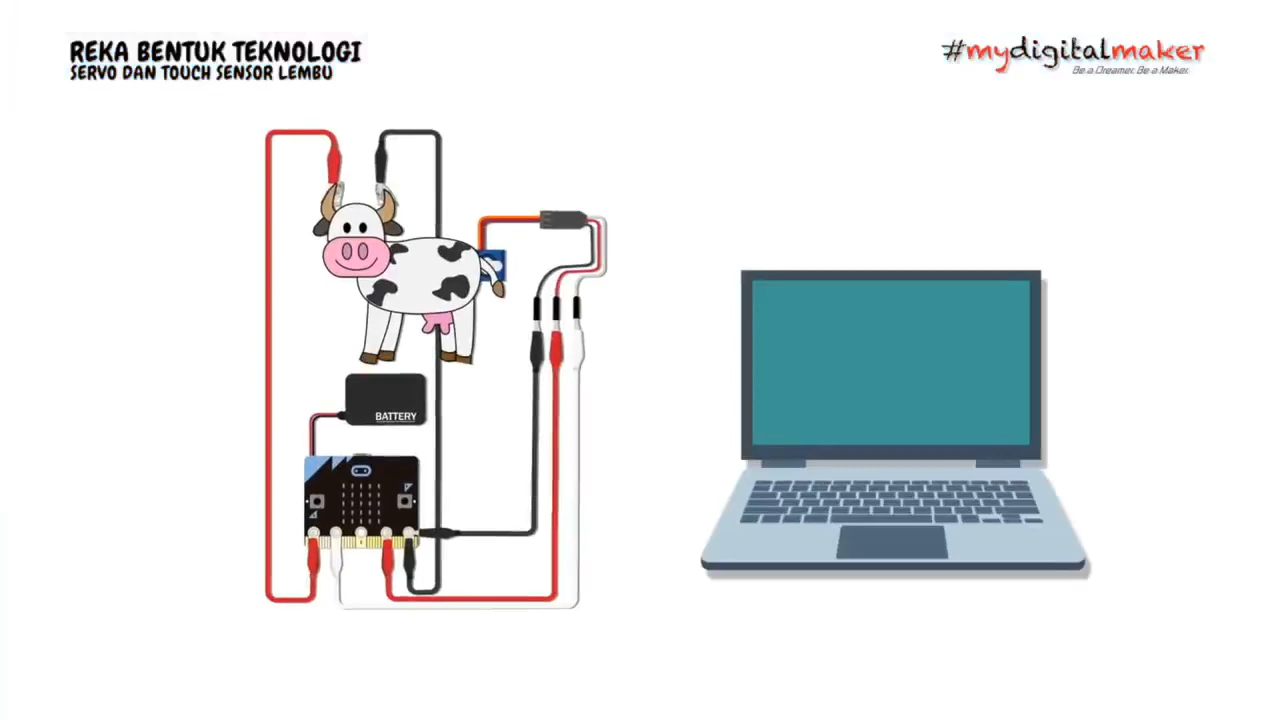 REKA BENTUK TEKNOLOGI
SERVO DAN TOUCH SENSOR LEMBU
#mydigitalmaker
Be a Dreamer. Be a Maker.
BATTERY